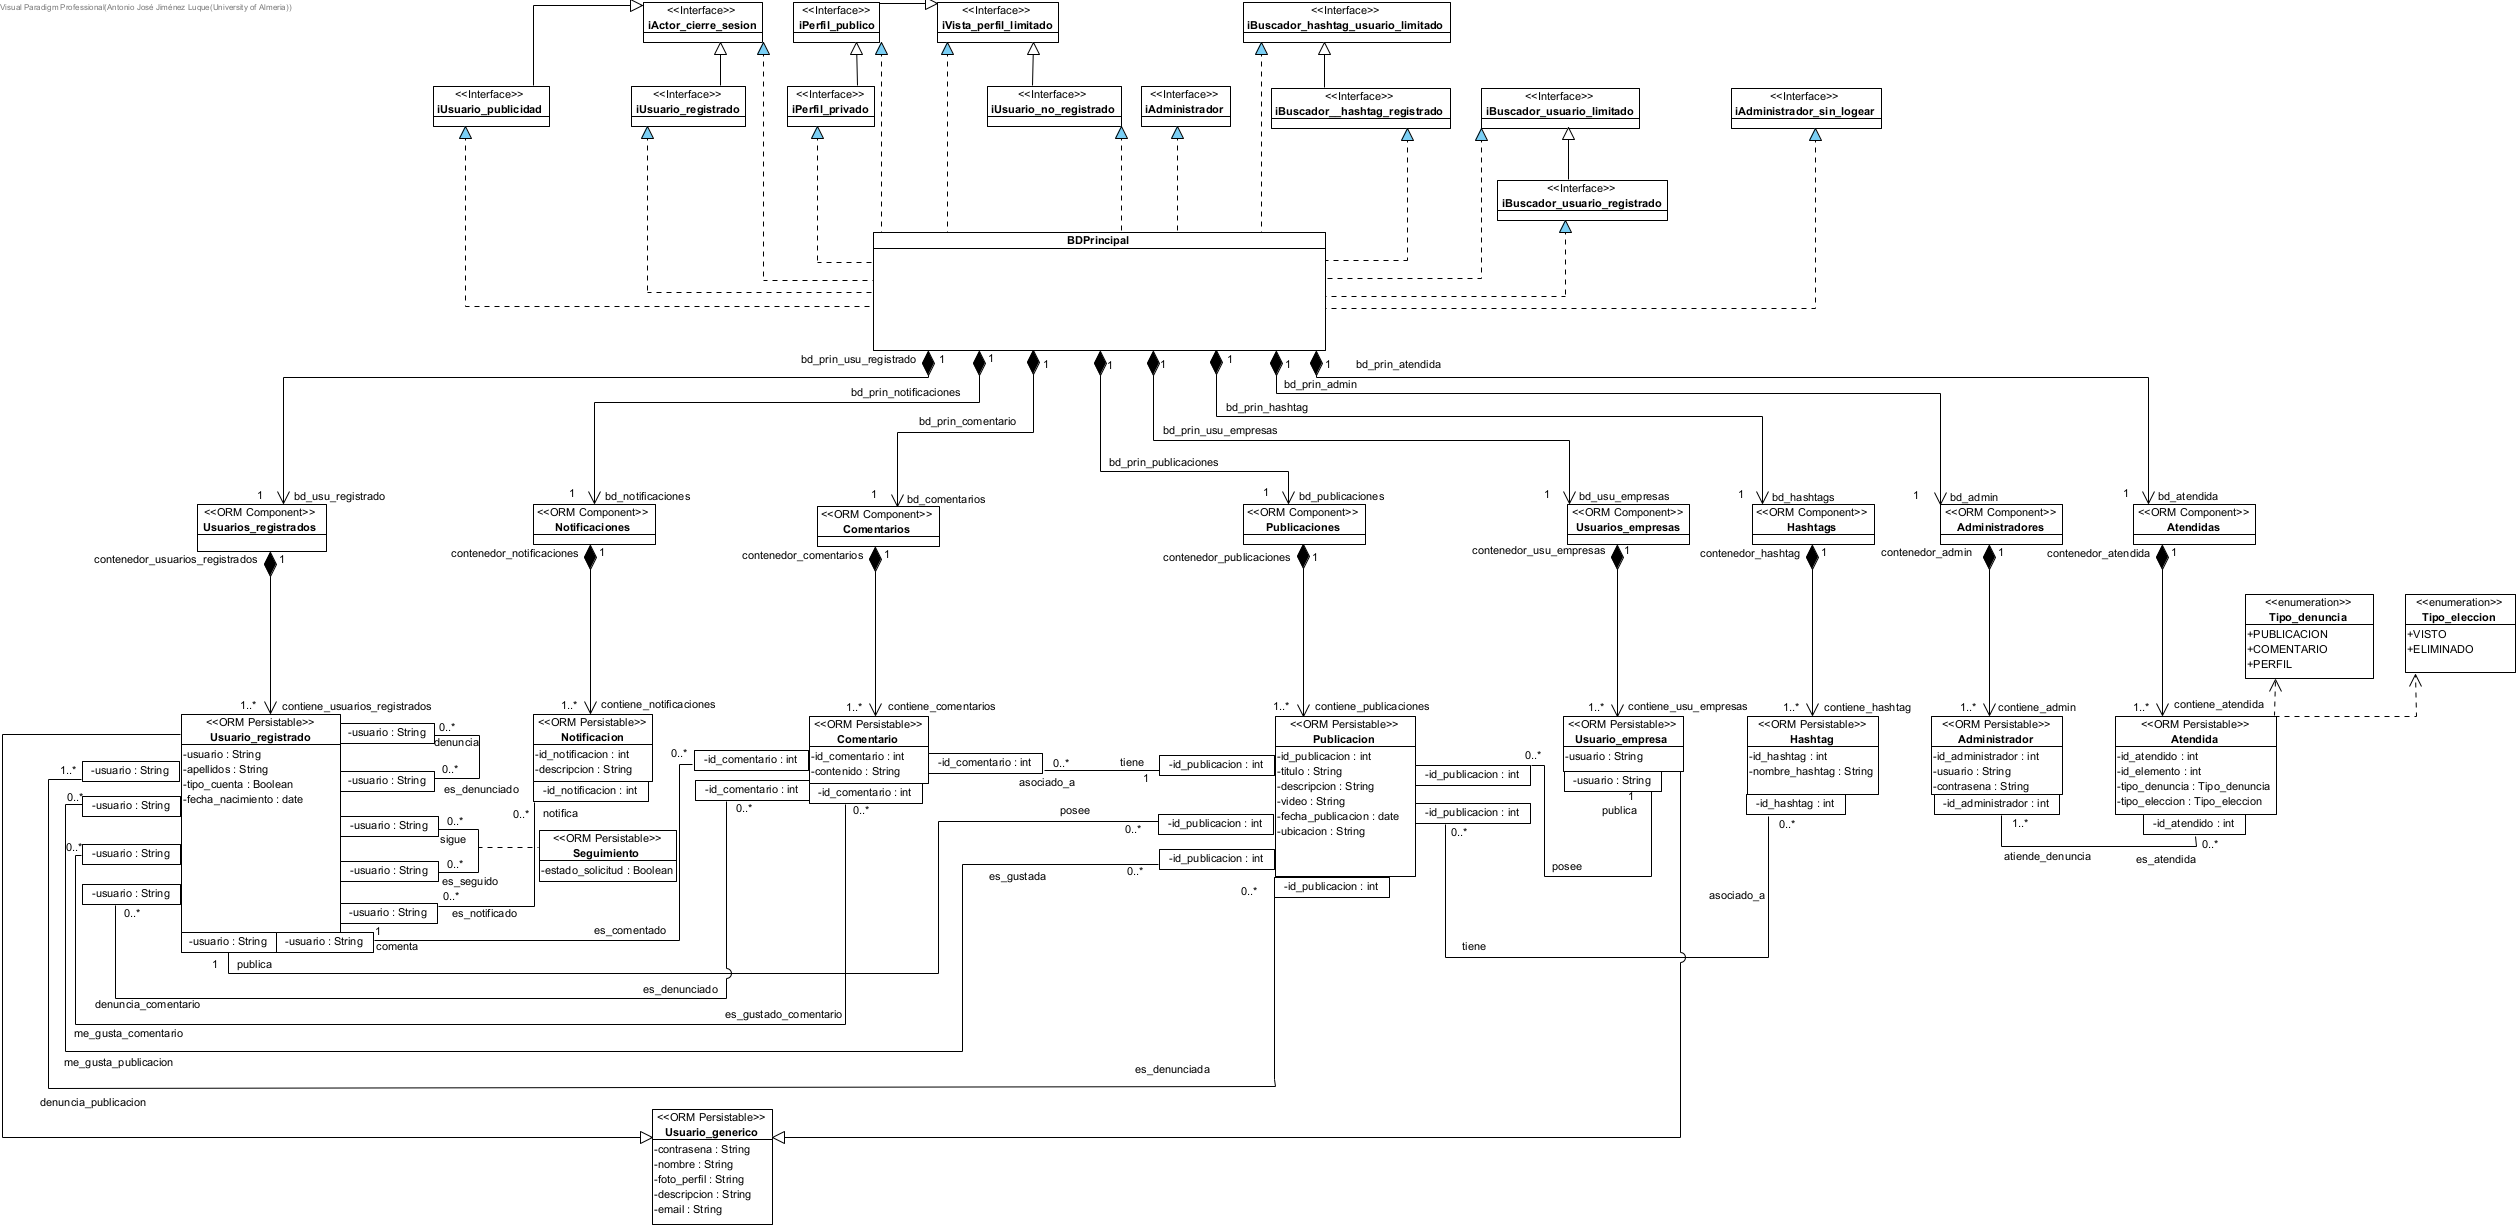 Visual Paradigm Professional(Antonio José Jiménez Luque(University of Almeria))
<<Interface>>
iActor_cierre_sesion
<<Interface>>
iPerfil_publico
<<Interface>>
iVista_perfil_limitado
<<Interface>>
iBuscador_hashtag_usuario_limitado
<<Interface>>
iUsuario_publicidad
<<Interface>>
iUsuario_registrado
<<Interface>>
iPerfil_privado
<<Interface>>
iUsuario_no_registrado
<<Interface>>
iAdministrador
<<Interface>>
iBuscador__hashtag_registrado
<<Interface>>
iBuscador_usuario_limitado
<<Interface>>
iAdministrador_sin_logear
<<Interface>>
iBuscador_usuario_registrado
BDPrincipal
bd_prin_usu_registrado
1
1
1
1
1
1
1
1
bd_prin_atendida
bd_prin_admin
bd_prin_notificaciones
bd_prin_hashtag
bd_prin_comentario
bd_prin_usu_empresas
bd_prin_publicaciones
1
bd_usu_registrado
1
bd_notificaciones
1
bd_comentarios
1
bd_publicaciones
1
bd_usu_empresas
1
bd_hashtags
1
bd_admin
1
bd_atendida
<<ORM Component>>
Usuarios_registrados
<<ORM Component>>
Notificaciones
<<ORM Component>>
Comentarios
<<ORM Component>>
Publicaciones
<<ORM Component>>
Usuarios_empresas
<<ORM Component>>
Hashtags
<<ORM Component>>
Administradores
<<ORM Component>>
Atendidas
contenedor_usuarios_registrados
1
contenedor_notificaciones
1
contenedor_comentarios
1
contenedor_publicaciones
1
contenedor_usu_empresas
1
contenedor_hashtag
1
contenedor_admin
1
contenedor_atendida
1
<<enumeration>>
Tipo_denuncia
+PUBLICACION
+COMENTARIO
+PERFIL
<<enumeration>>
Tipo_eleccion
+VISTO
+ELIMINADO
1..*
contiene_usuarios_registrados
1..*
contiene_notificaciones
1..*
contiene_comentarios
1..*
contiene_publicaciones
1..*
contiene_usu_empresas
1..*
contiene_hashtag
1..*
contiene_admin
1..*
contiene_atendida
<<ORM Persistable>>
Usuario_registrado
-usuario : String
-apellidos : String
-tipo_cuenta : Boolean
-fecha_nacimiento : date
-usuario : String
0..*
denuncia
-usuario : String
0..*
es_denunciado
-usuario : String
0..*
sigue
-usuario : String
0..*
es_seguido
-usuario : String
0..*
es_notificado
1..*
-usuario : String
0..*
-usuario : String
0..*
-usuario : String
-usuario : String
0..*
-usuario : String
-usuario : String
1
comenta
1
publica
<<ORM Persistable>>
Notificacion
-id_notificacion : int
-descripcion : String
-id_notificacion : int
0..*
notifica
<<ORM Persistable>>
Seguimiento
-estado_solicitud : Boolean
<<ORM Persistable>>
Comentario
-id_comentario : int
-contenido : String
0..*
-id_comentario : int
-id_comentario : int
0..*
-id_comentario : int
0..*
-id_comentario : int
0..*
asociado_a
tiene
1
<<ORM Persistable>>
Publicacion
-id_publicacion : int
-titulo : String
-descripcion : String
-video : String
-fecha_publicacion : date
-ubicacion : String
-id_publicacion : int
posee
0..*
-id_publicacion : int
es_gustada
0..*
-id_publicacion : int
0..*
-id_publicacion : int
-id_publicacion : int
0..*
-id_publicacion : int
0..*
<<ORM Persistable>>
Usuario_empresa
-usuario : String
-usuario : String
1
publica
posee
<<ORM Persistable>>
Hashtag
-id_hashtag : int
-nombre_hashtag : String
-id_hashtag : int
0..*
asociado_a
tiene
<<ORM Persistable>>
Administrador
-id_administrador : int
-usuario : String
-contrasena : String
-id_administrador : int
1..*
atiende_denuncia
<<ORM Persistable>>
Atendida
-id_atendido : int
-id_elemento : int
-tipo_denuncia : Tipo_denuncia
-tipo_eleccion : Tipo_eleccion
-id_atendido : int
0..*
es_atendida
es_comentado
es_denunciado
denuncia_comentario
es_gustado_comentario
me_gusta_comentario
me_gusta_publicacion
es_denunciada
denuncia_publicacion
<<ORM Persistable>>
Usuario_generico
-contrasena : String
-nombre : String
-foto_perfil : String
-descripcion : String
-email : String